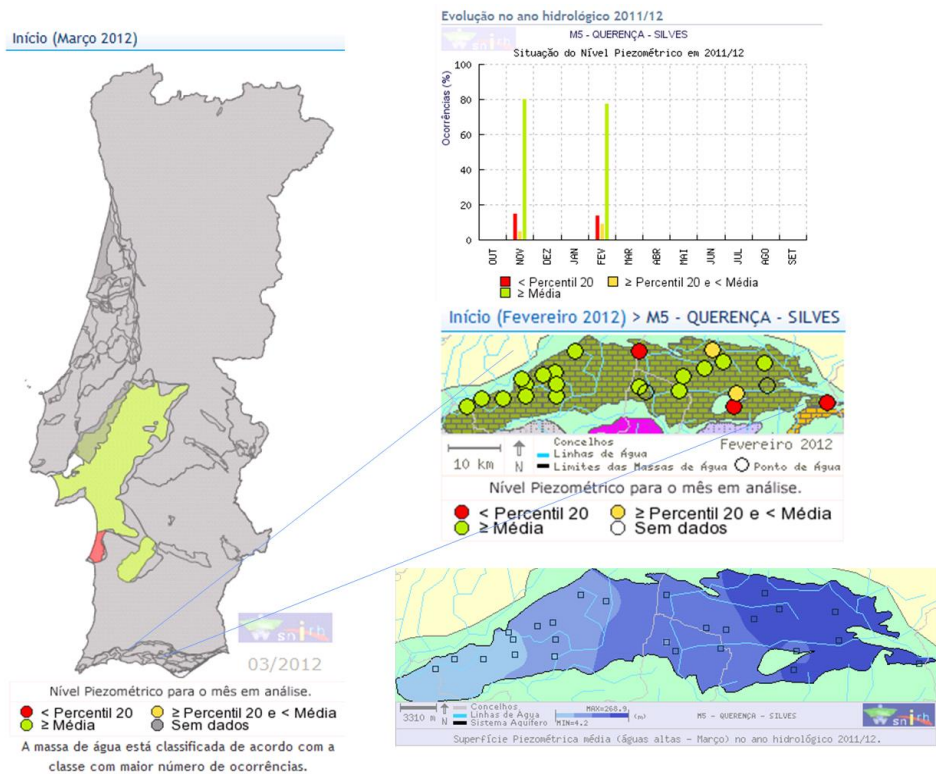 Início (Março 2012)
snirh
03/2012
Nível Piezométrico para o mês em análise.
< Percentil 20
≥ Percentil 20 e < Média
≥ Média
Sem dados
A massa de água está classificada de acordo com a
classe com maior número de ocorrências.
Evolução no ano hidrológico 2011/12
M5 - QUERENÇA - SILVES
Situação do Nível Piezométrico em 2011/12
Ocorrências (%)
100
80
60
40
20
0
OUT
NOV
DEZ
JAN
FEV
MAR
ABR
MAI
JUN
JUL
AGO
SET
< Percentil 20
≥ Percentil 20 e < Média
≥ Média
Início (Fevereiro 2012) > M5 - QUERENÇA - SILVES
10 km
N
Concelhos
Linhas de Água
Limites das Massas de Água
Fevereiro 2012
Ponto de Água
Nível Piezométrico para o mês em análise.
< Percentil 20
≥ Percentil 20 e < Média
≥ Média
Sem dados
3310 m
N
Concelhos
Linhas de Água
Sistema Aquífero
MAX=268.9
MIN=4.2
(m)
M5 - QUERENÇA - SILVES
snirh
Superfície Piezométrica média (águas altas - Março) no ano hidrológico 2011/12.